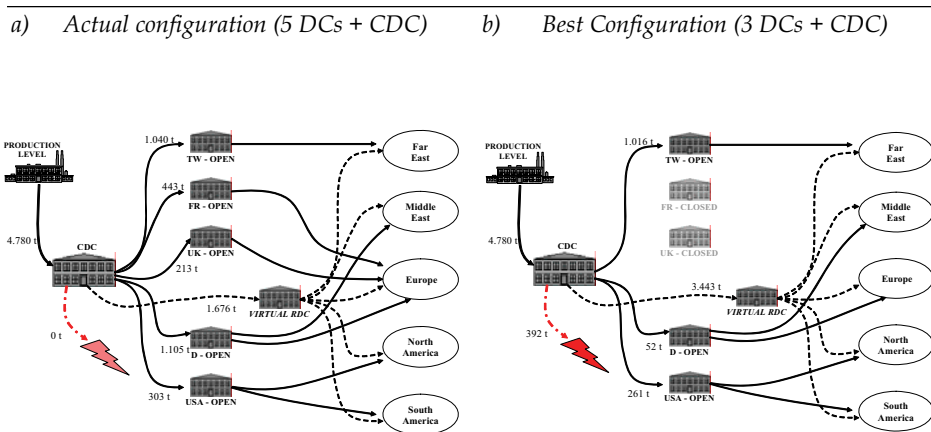 a) Actual configuration (5 DCs + CDC)
1.040 t
PRODUCTION
LEVEL
TW - OPEN
Far
East
443 t
FR - OPEN
Middle
East
4.780 t
CDC
UK - OPEN
213 t
Europe
1.676 t
VIRTUAL RDC
0 t
1.105 t
D - OPEN
North
America
303 t
USA - OPEN
South
America
b) Best Configuration (3 DCs + CDC)
1.016 t
PRODUCTION
LEVEL
TW - OPEN
Far
East
FR - CLOSED
Middle
East
4.780 t
CDC
UK - CLOSED
Europe
3.443 t
VIRTUAL RDC
392 t
52 t
D - OPEN
North
America
261 t
USA - OPEN
South
America